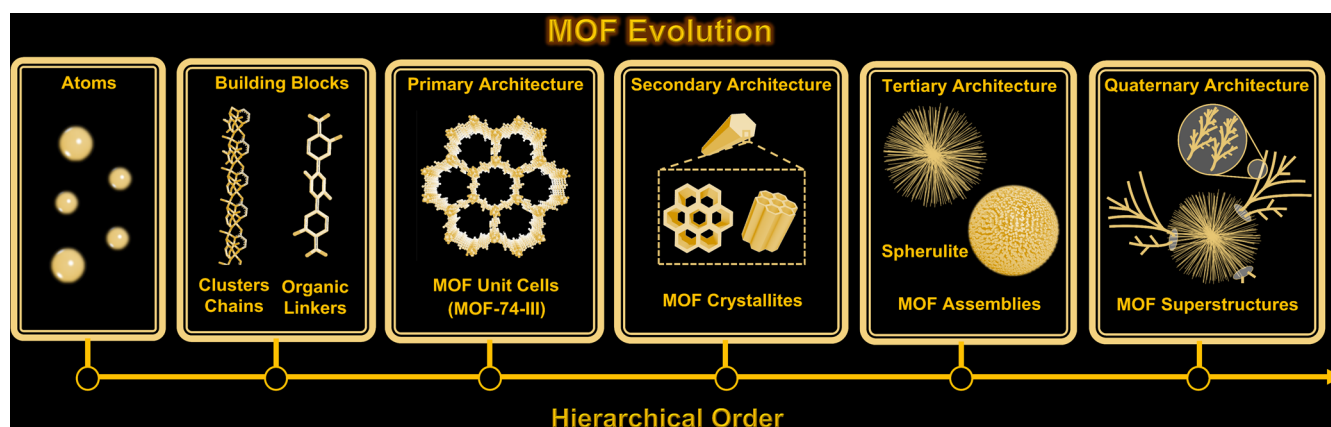 MOF Evolution
Atoms
Building Blocks
Clusters
Chains
Organic
Linkers
Primary Architecture
MOF Unit Cells
(MOF-74-III)
Secondary Architecture
MOF Crystallites
Tertiary Architecture
Spherulite
MOF Assemblies
Quaternary Architecture
MOF Superstructures
Hierarchical Order